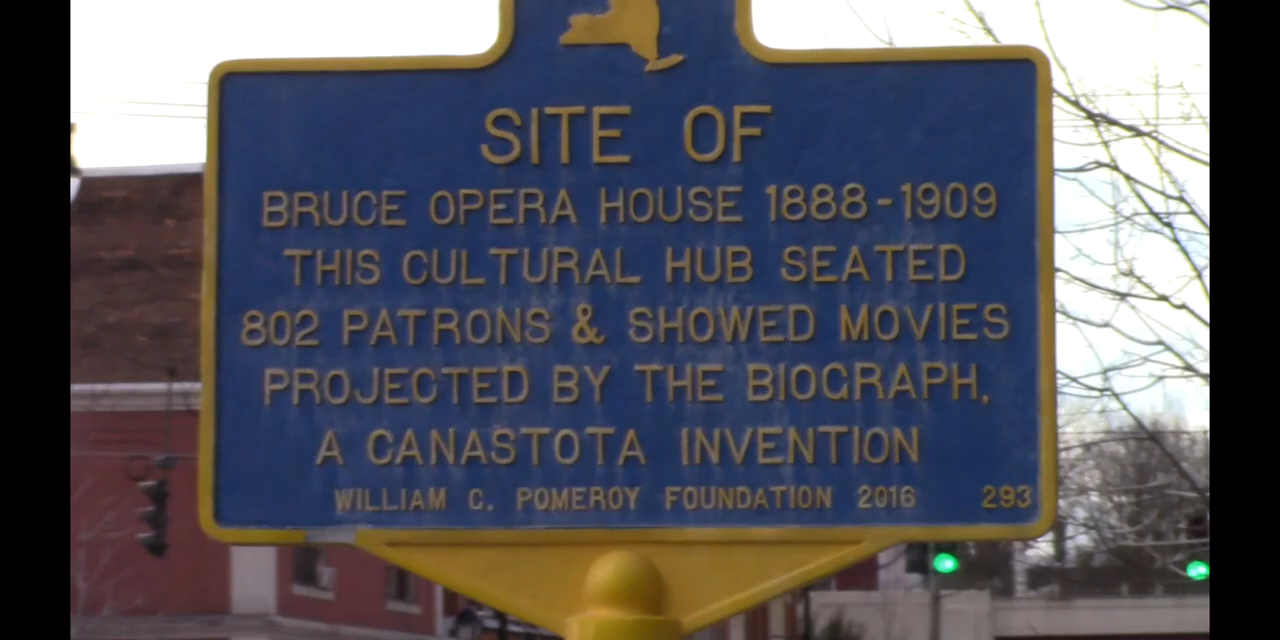 SITE OF
BRUCE OPERA HOUSE 1888-1909
THIS CULTURAL HUB SEATED
802 PATRONS & SHOWED MOVIES
PROJECTED BY THE BIOGRAPH,
A CANASTOTA INVENTION
WILLIAM C. POMEROY FOUNDATION 2016 293